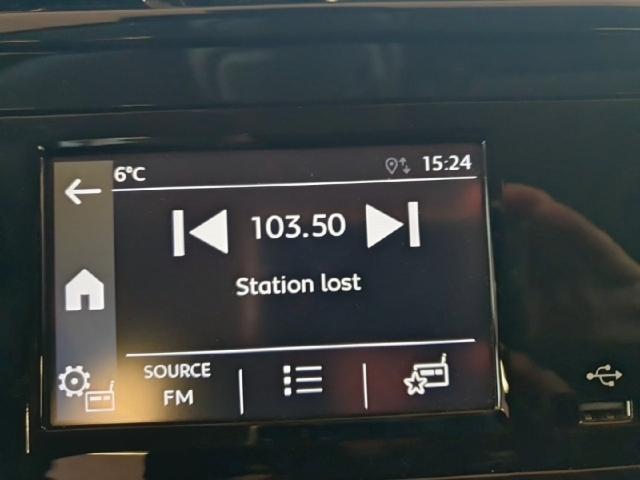 6°C 15:24
103.50
Station lost
SOURCE
FM